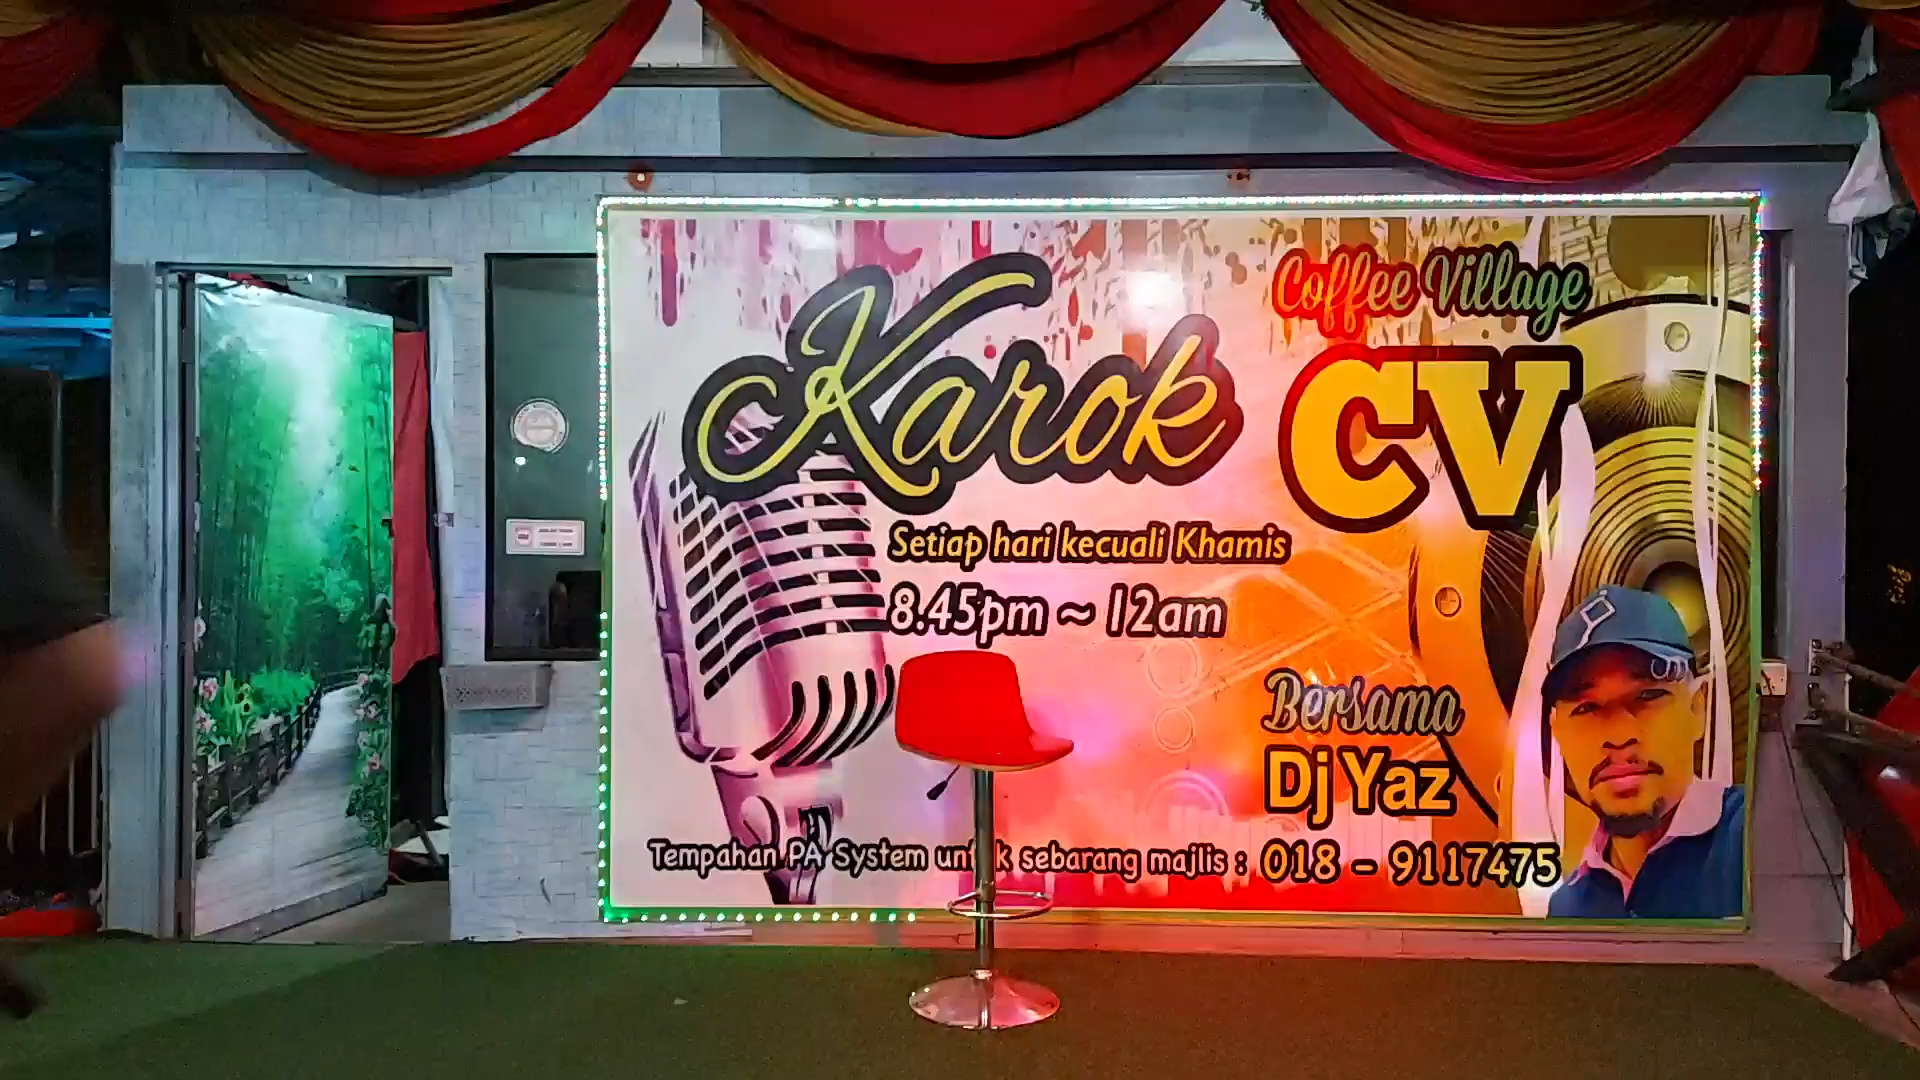 Coffee Village
Karok CV
Setiap hari kecuali Khamis
8.45pm ~ 12am
Bersama
Dj Yaz
Tempahan PA System untuk sebarang majlis : 018 - 9117475